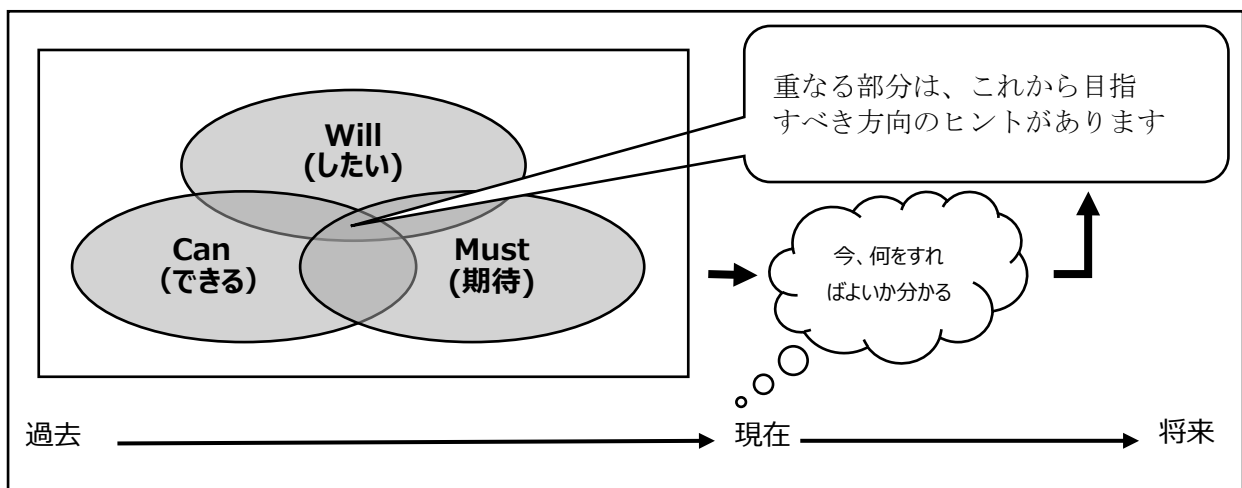 重なる部分は、これから目指
すべき方向のヒントがあります
Will
(したい)
Can
(できる)
Must
(期待)
今、何をすれ
ばよいか分かる
過去
現在
将来